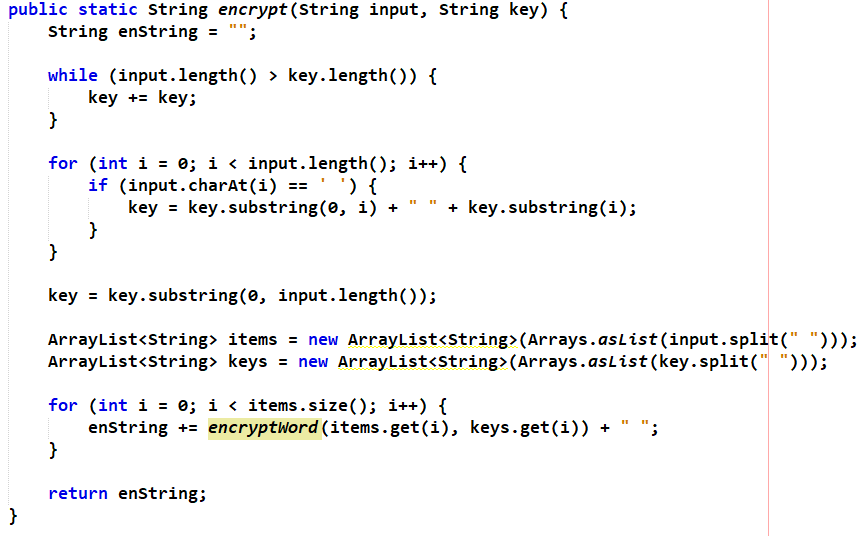 public static String encrypt(String input, String key) {
    String enString = "";

    while (input.length() > key.length()) {
        key += key;
    }

    for (int i = 0; i < input.length(); i++) {
        if (input.charAt(i) == ' ') {
            key = key.substring(0, i) + " " + key.substring(i);
        }
    }

    key = key.substring(0, input.length());

    ArrayList<String> items = new ArrayList<String>(Arrays.asList(input.split(" ")));
    ArrayList<String> keys = new ArrayList<String>(Arrays.asList(key.split(" ")));

    for (int i = 0; i < items.size(); i++) {
        enString += encryptWord(items.get(i), keys.get(i)) + " ";
    }

    return enString;
}